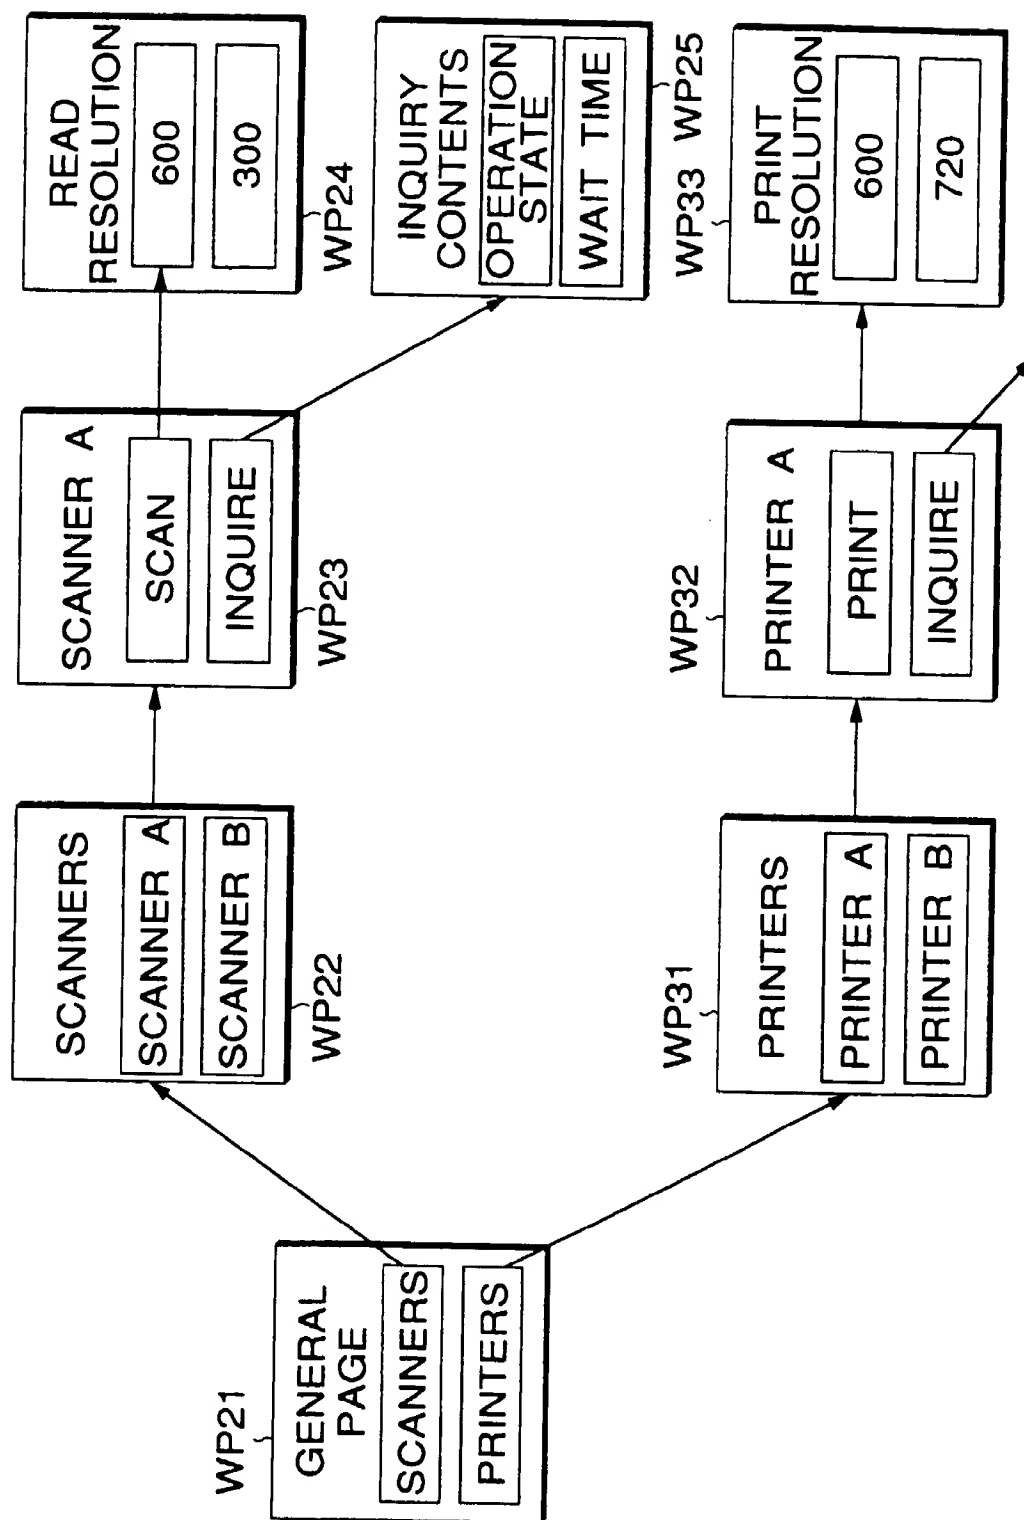 WP21
GENERAL
PAGE
SCANNERS
PRINTERS
SCANNERS
SCANNER A
SCANNER B
WP22
SCANNER A
SCAN
INQUIRE
WP23
READ
RESOLUTION
600
300
WP24
INQUIRY
CONTENTS
OPERATION
STATE
WAIT TIME
WP25
WP31
PRINTERS
PRINTER A
PRINTER B
WP32
PRINTER A
PRINT
INQUIRE
WP33
PRINT
RESOLUTION
600
720